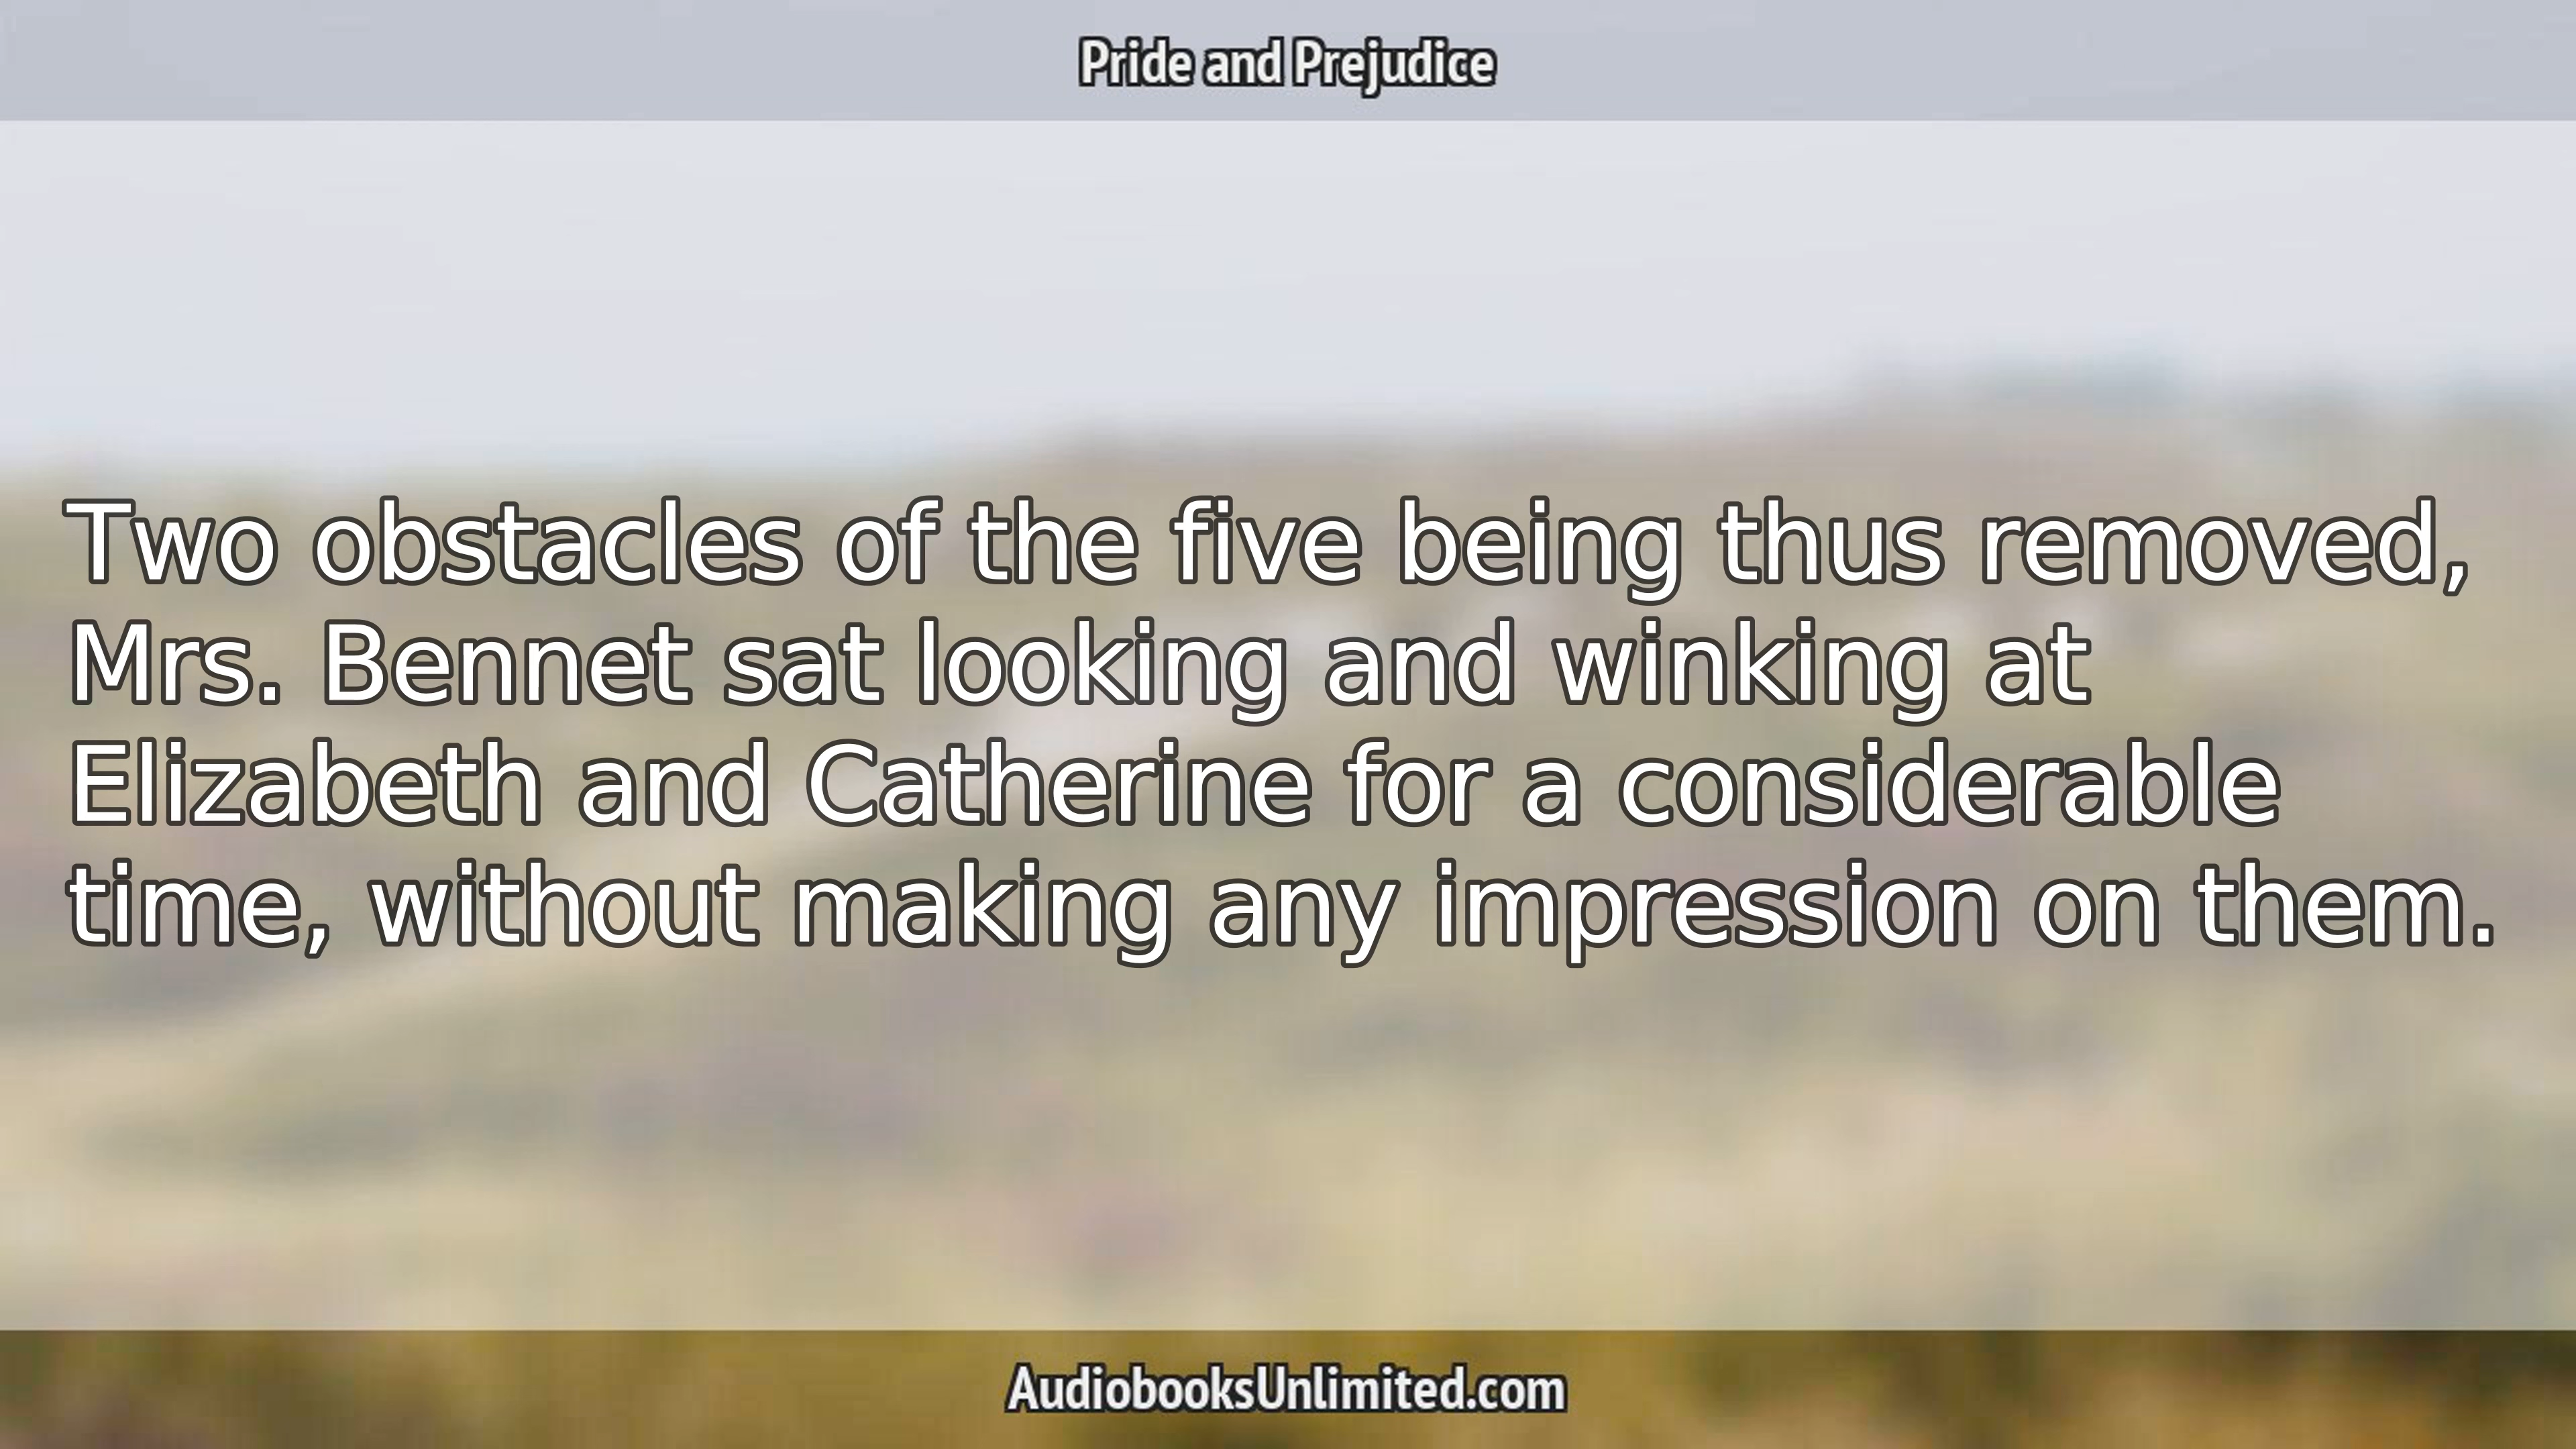 Pride and Prejudice
Two obstacles of the five being thus removed,
Mrs. Bennet sat looking and winking at
Elizabeth and Catherine for a considerable
time, without making any impression on them.
AudiobooksUnlimited.com